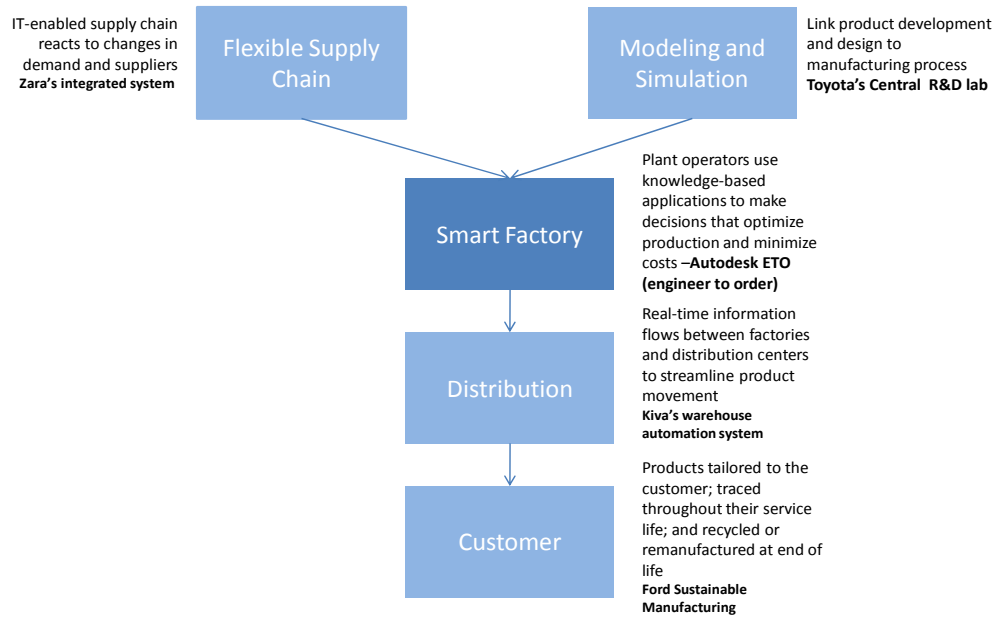 IT-enabled supply chain
reacts to changes in
demand and suppliers
Zara's integrated system
Flexible Supply
Chain
Modeling and
Simulation
Link product development
and design to
manufacturing process
Toyota's Central R&D lab
Smart Factory
Plant operators use
knowledge-based
applications to make
decisions that optimize
production and minimize
costs –Autodesk ETO
(engineer to order)
Distribution
Real-time information
flows between factories
and distribution centers
to streamline product
movement
Kiva's warehouse
automation system
Customer
Products tailored to the
customer; traced
throughout their service
life; and recycled or
remanufactured at end of
life
Ford Sustainable
Manufacturing